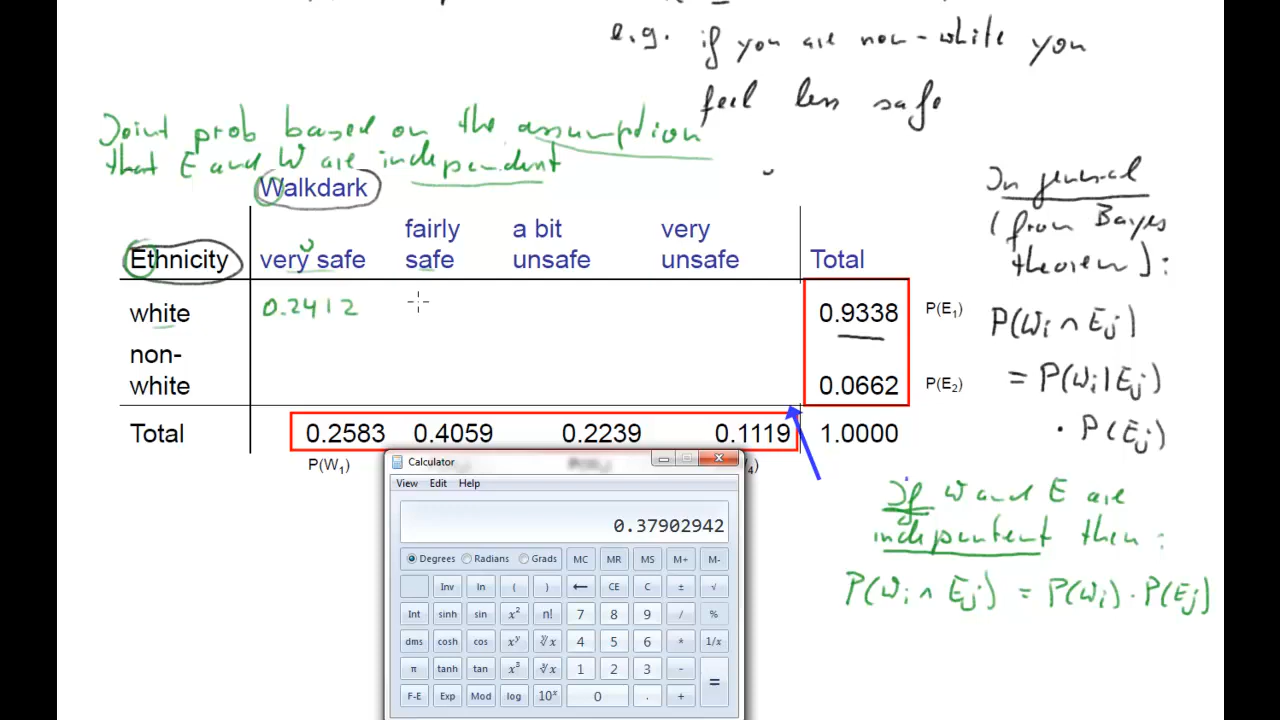 e.g. if you are non-white you
feel less safe
Joint prob based on the assumption
that E and W are independent
Walkdark
Ethnicity very safe fairly safe a bit unsafe very unsafe Total
white 0.2412 0.9338 P(E1)
non-white 0.0662 P(E2)
Total 0.2583 0.4059 0.2239 0.1119 1.0000
P(W1)
In general
(from Bayes
theorem):
P(Wi ∩ Ej)
= P(Wi|Ej)
· P(Ej)
If W and E are
independent then:
P(Wi ∩ Ej) = P(Wi) · P(Ej)
Calculator
View Edit Help
0.37902942
Degrees Radians Grads MC MR MS M+ M-
Inv ln ( ) ← CE C ± √
Int sinh sin x² n! 7 8 9 / %
dms cosh cos xʸ ʸ√x 4 5 6 * 1/x
π tanh tan x³ ³√x 1 2 3 - =
F-E Exp Mod log 10ˣ 0 . +